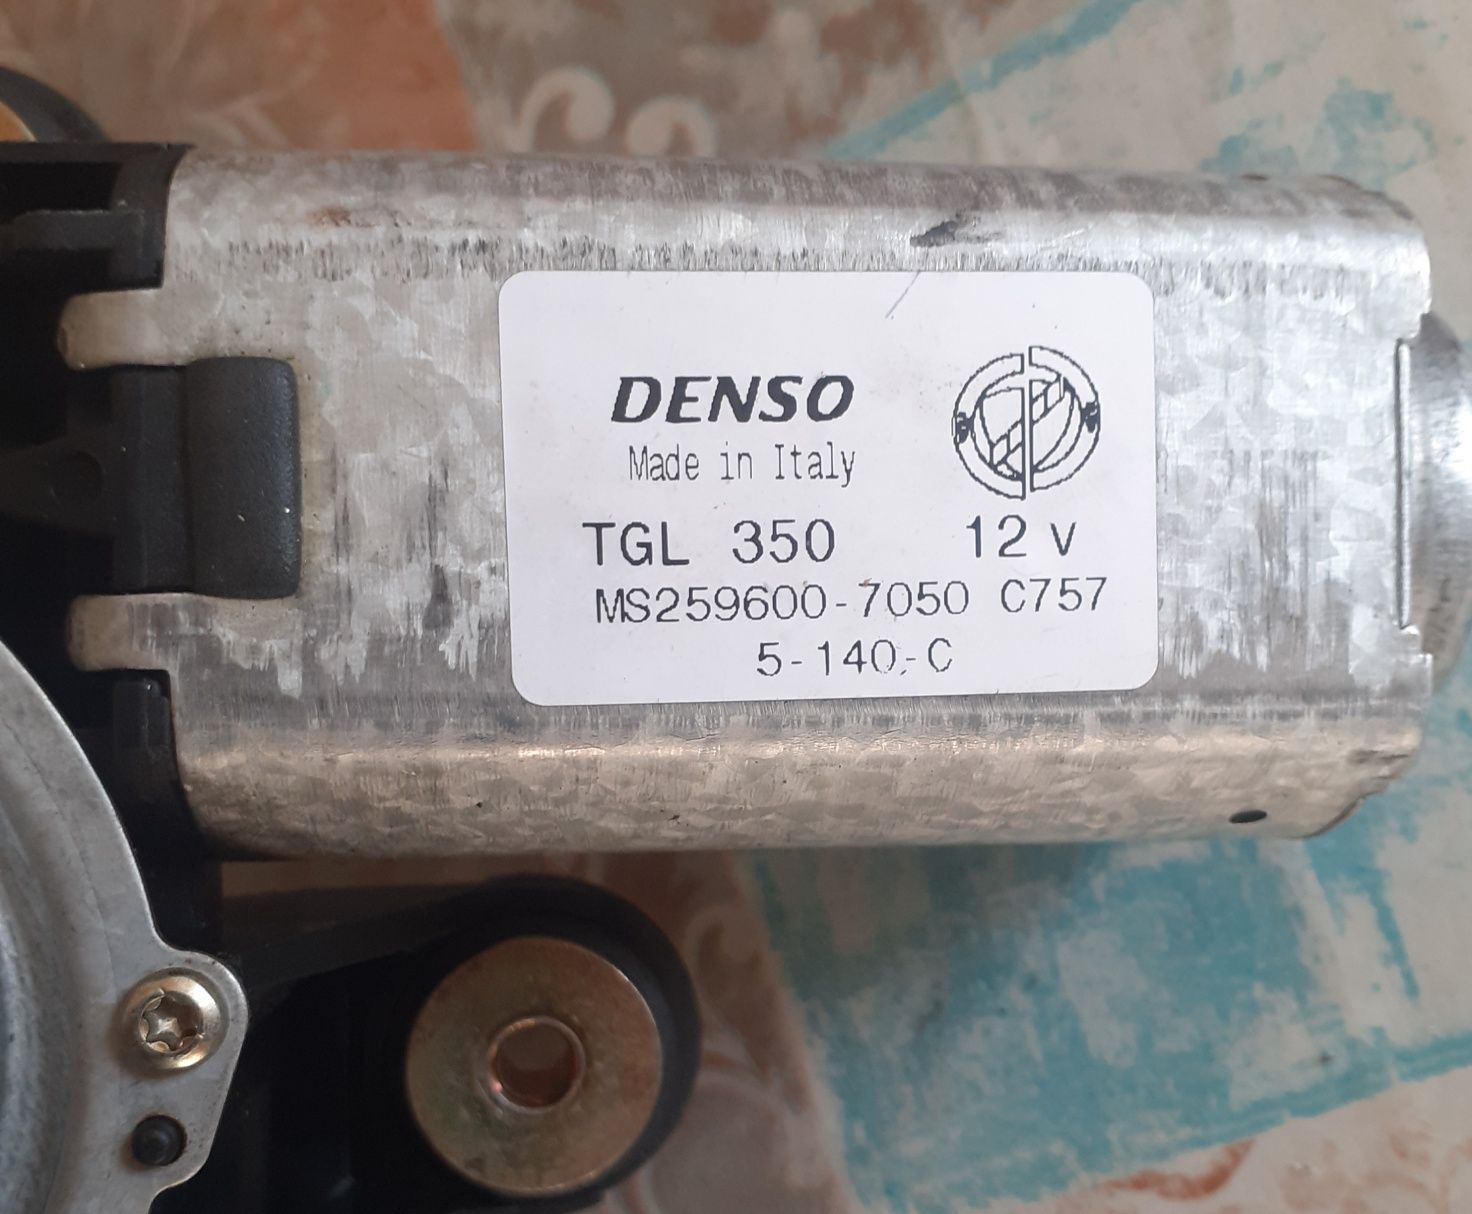 DENSO
Made in Italy
TGL 350 12 V
MS259600-7050 C757
5-140-C